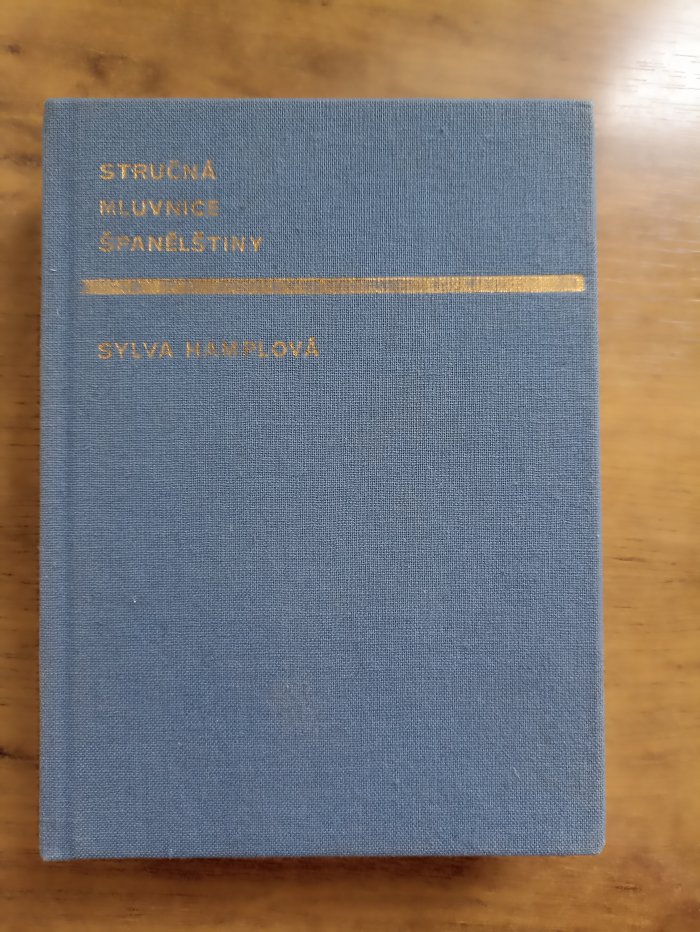 STRUČNÁ
MLUVNICE
ŠPANĚLŠTINY
SYLVA HAMPLOVÁ